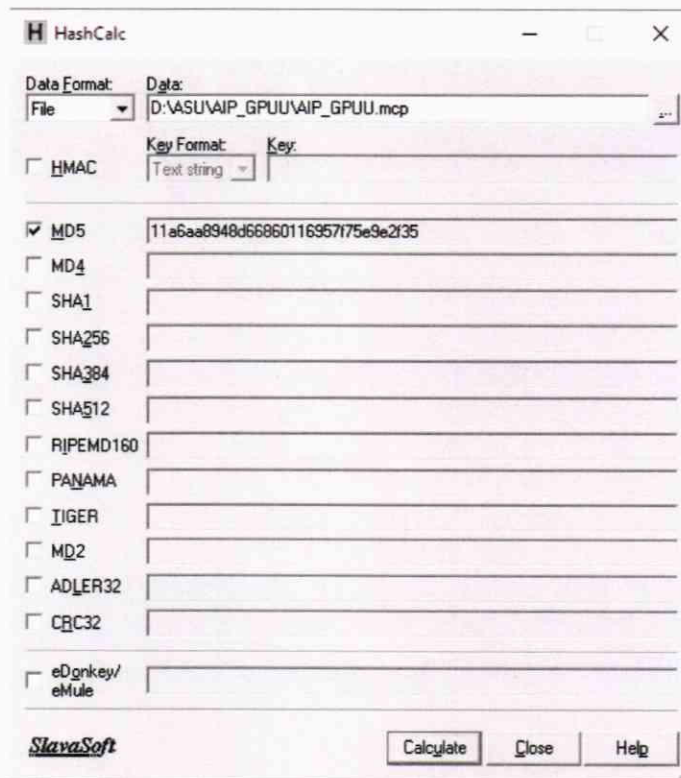 H HashCalc
Data Format: Data:
File D:\ASU\AIP_GPUU\AIP_GPUU.mcp ...
Key Format: Key:
HMAC Text string
MD5 11a6aa8948d66860116957f75e9e2f35
MD4
SHA1
SHA256
SHA384
SHA512
RIPEMD160
PANAMA
TIGER
MD2
ADLER32
CRC32
eDonkey/
eMule
SlavaSoft Calculate Close Help